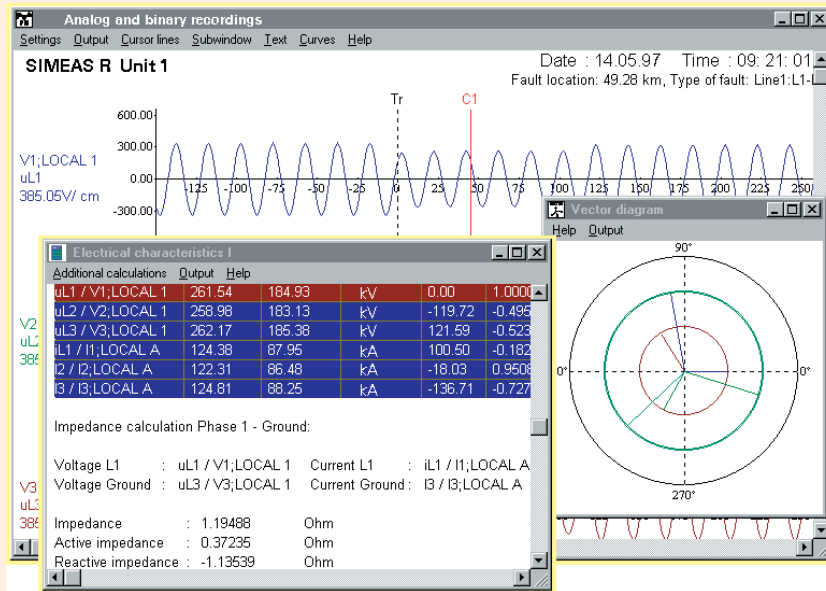 Analog and binary recordings
Settings Output Cursor lines Subwindow Text Curves Help
SIMEAS R Unit 1
Date : 14.05.97 Time : 09: 21: 01
Fault location: 49.28 km, Type of fault: Line1:L1-L
Tr C1
600.00
300.00
0.00
-300.00
V1;LOCAL 1
uL1
385.05V/ cm
-125 -100 -75 -50 -25 0 25 50 75 100 125 150 175 200 225 250
Vector diagram
Help Output
90°
0°
0°
270°
Electrical characteristics I
Additional calculations Output Help
uL1 / V1;LOCAL 1 261.54 184.93 kV 0.00 1.0000
uL2 / V2;LOCAL 1 258.98 183.13 kV -119.72 -0.495
uL3 / V3;LOCAL 1 262.17 185.38 kV 121.59 -0.523
iL1 / I1;LOCAL A 124.38 87.95 kA 100.50 -0.182
I2 / I2;LOCAL A 122.31 86.48 kA -18.03 0.9508
I3 / I3;LOCAL A 124.81 88.25 kA -136.71 -0.727
Impedance calculation Phase 1 - Ground:
Voltage L1 : uL1 / V1;LOCAL 1 Current L1 : iL1 / I1;LOCAL A
Voltage Ground : uL3 / V3;LOCAL 1 Current Ground : I3 / I3;LOCAL A
Impedance : 1.19488 Ohm
Active impedance : 0.37235 Ohm
Reactive impedance : -1.13539 Ohm
V2
uL2
385
V3
uL3
385